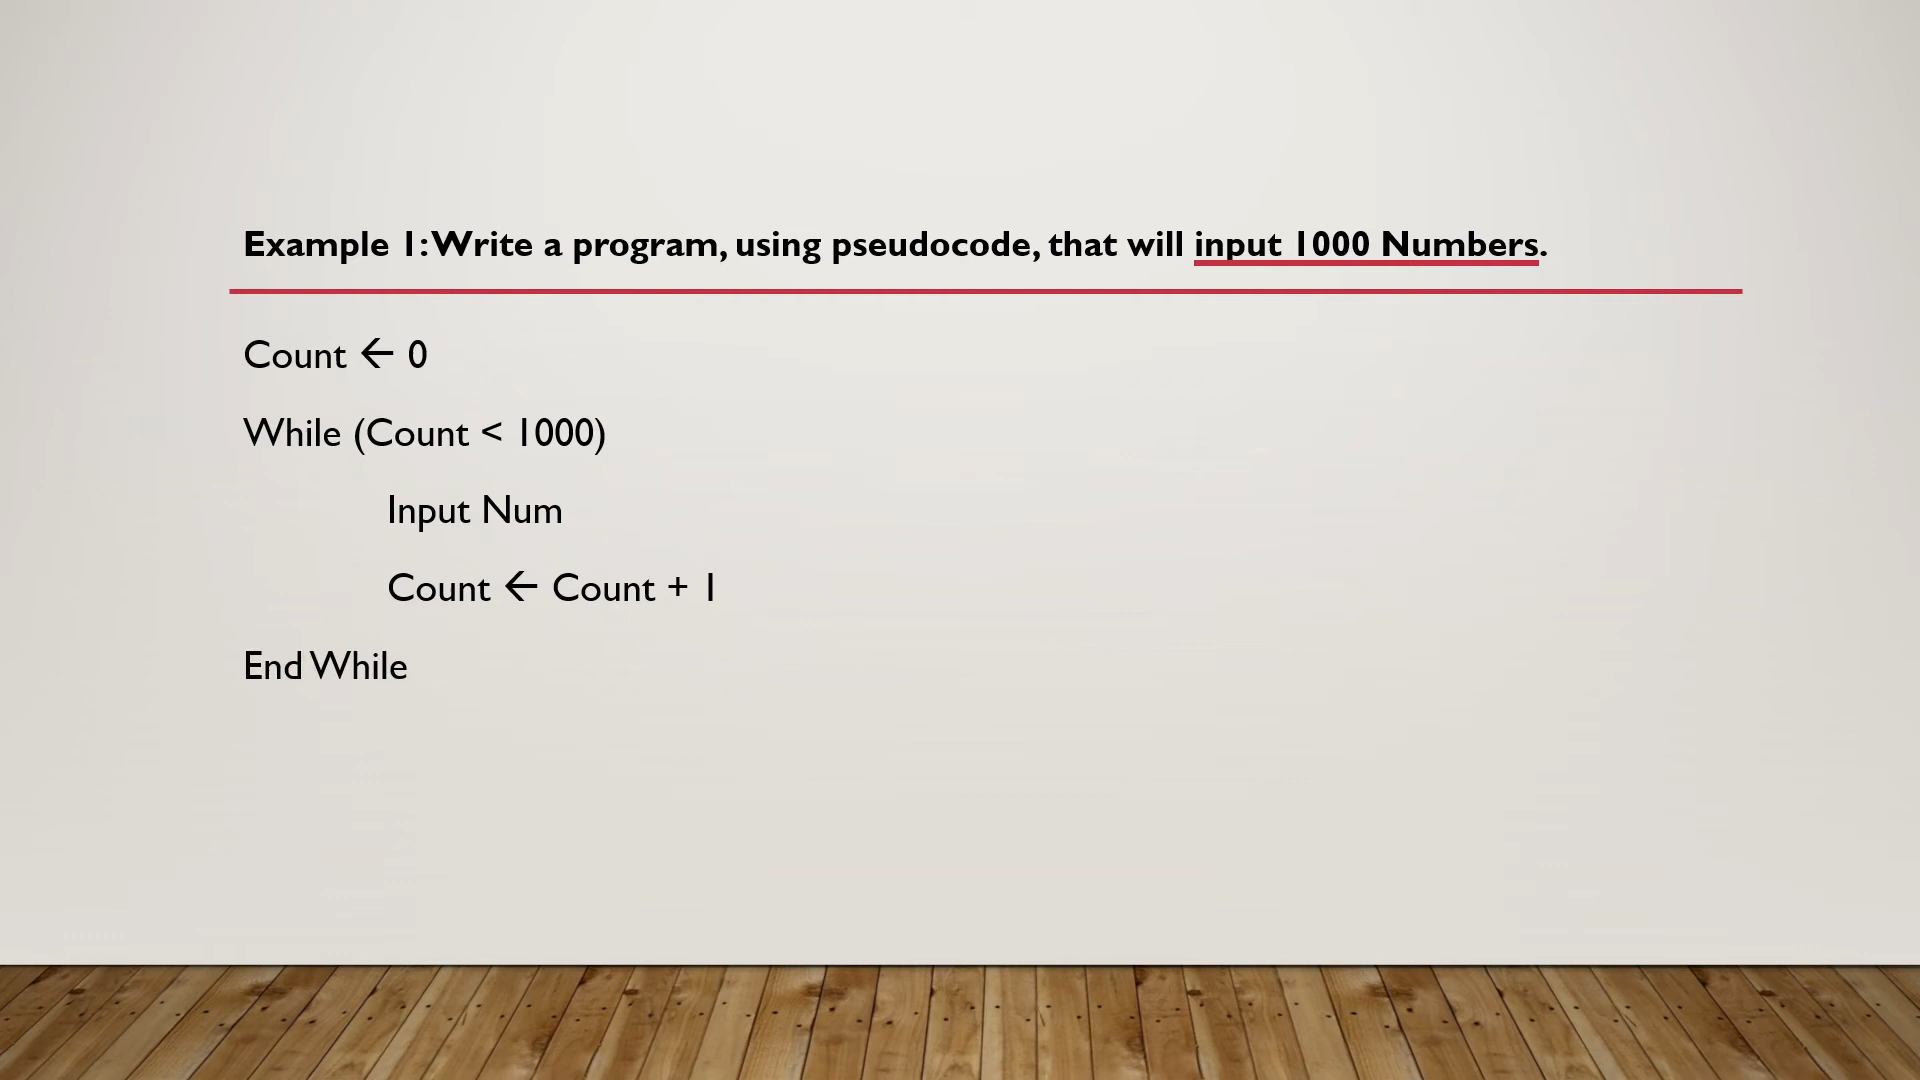 Example 1: Write a program, using pseudocode, that will input 1000 Numbers.
Count ← 0
While (Count < 1000)
Input Num
Count ← Count + 1
End While